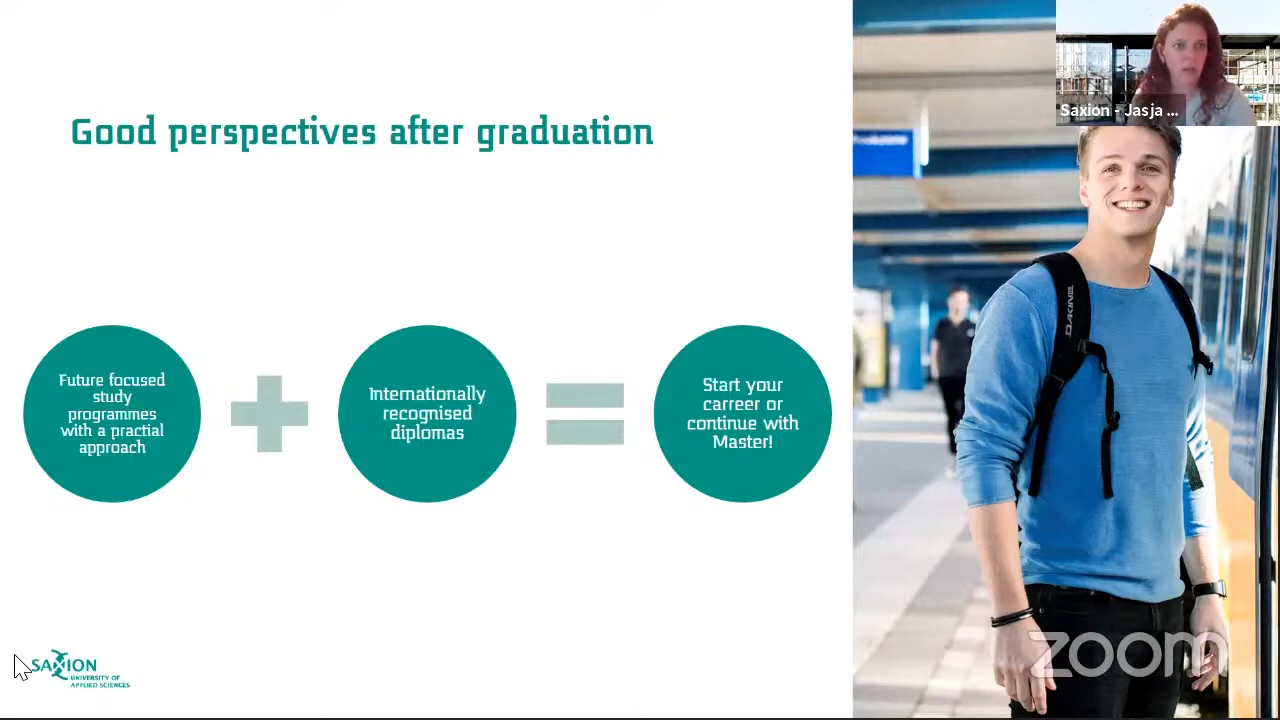 Good perspectives after graduation
Future focused
study
programmes
with a practial
approach
Internationally
recognised
diplomas
Start your
carreer or
continue with
Master!
SAXION
UNIVERSITY OF
APPLIED SCIENCES
Saxion - Jasja ...
DAKINE
zoom